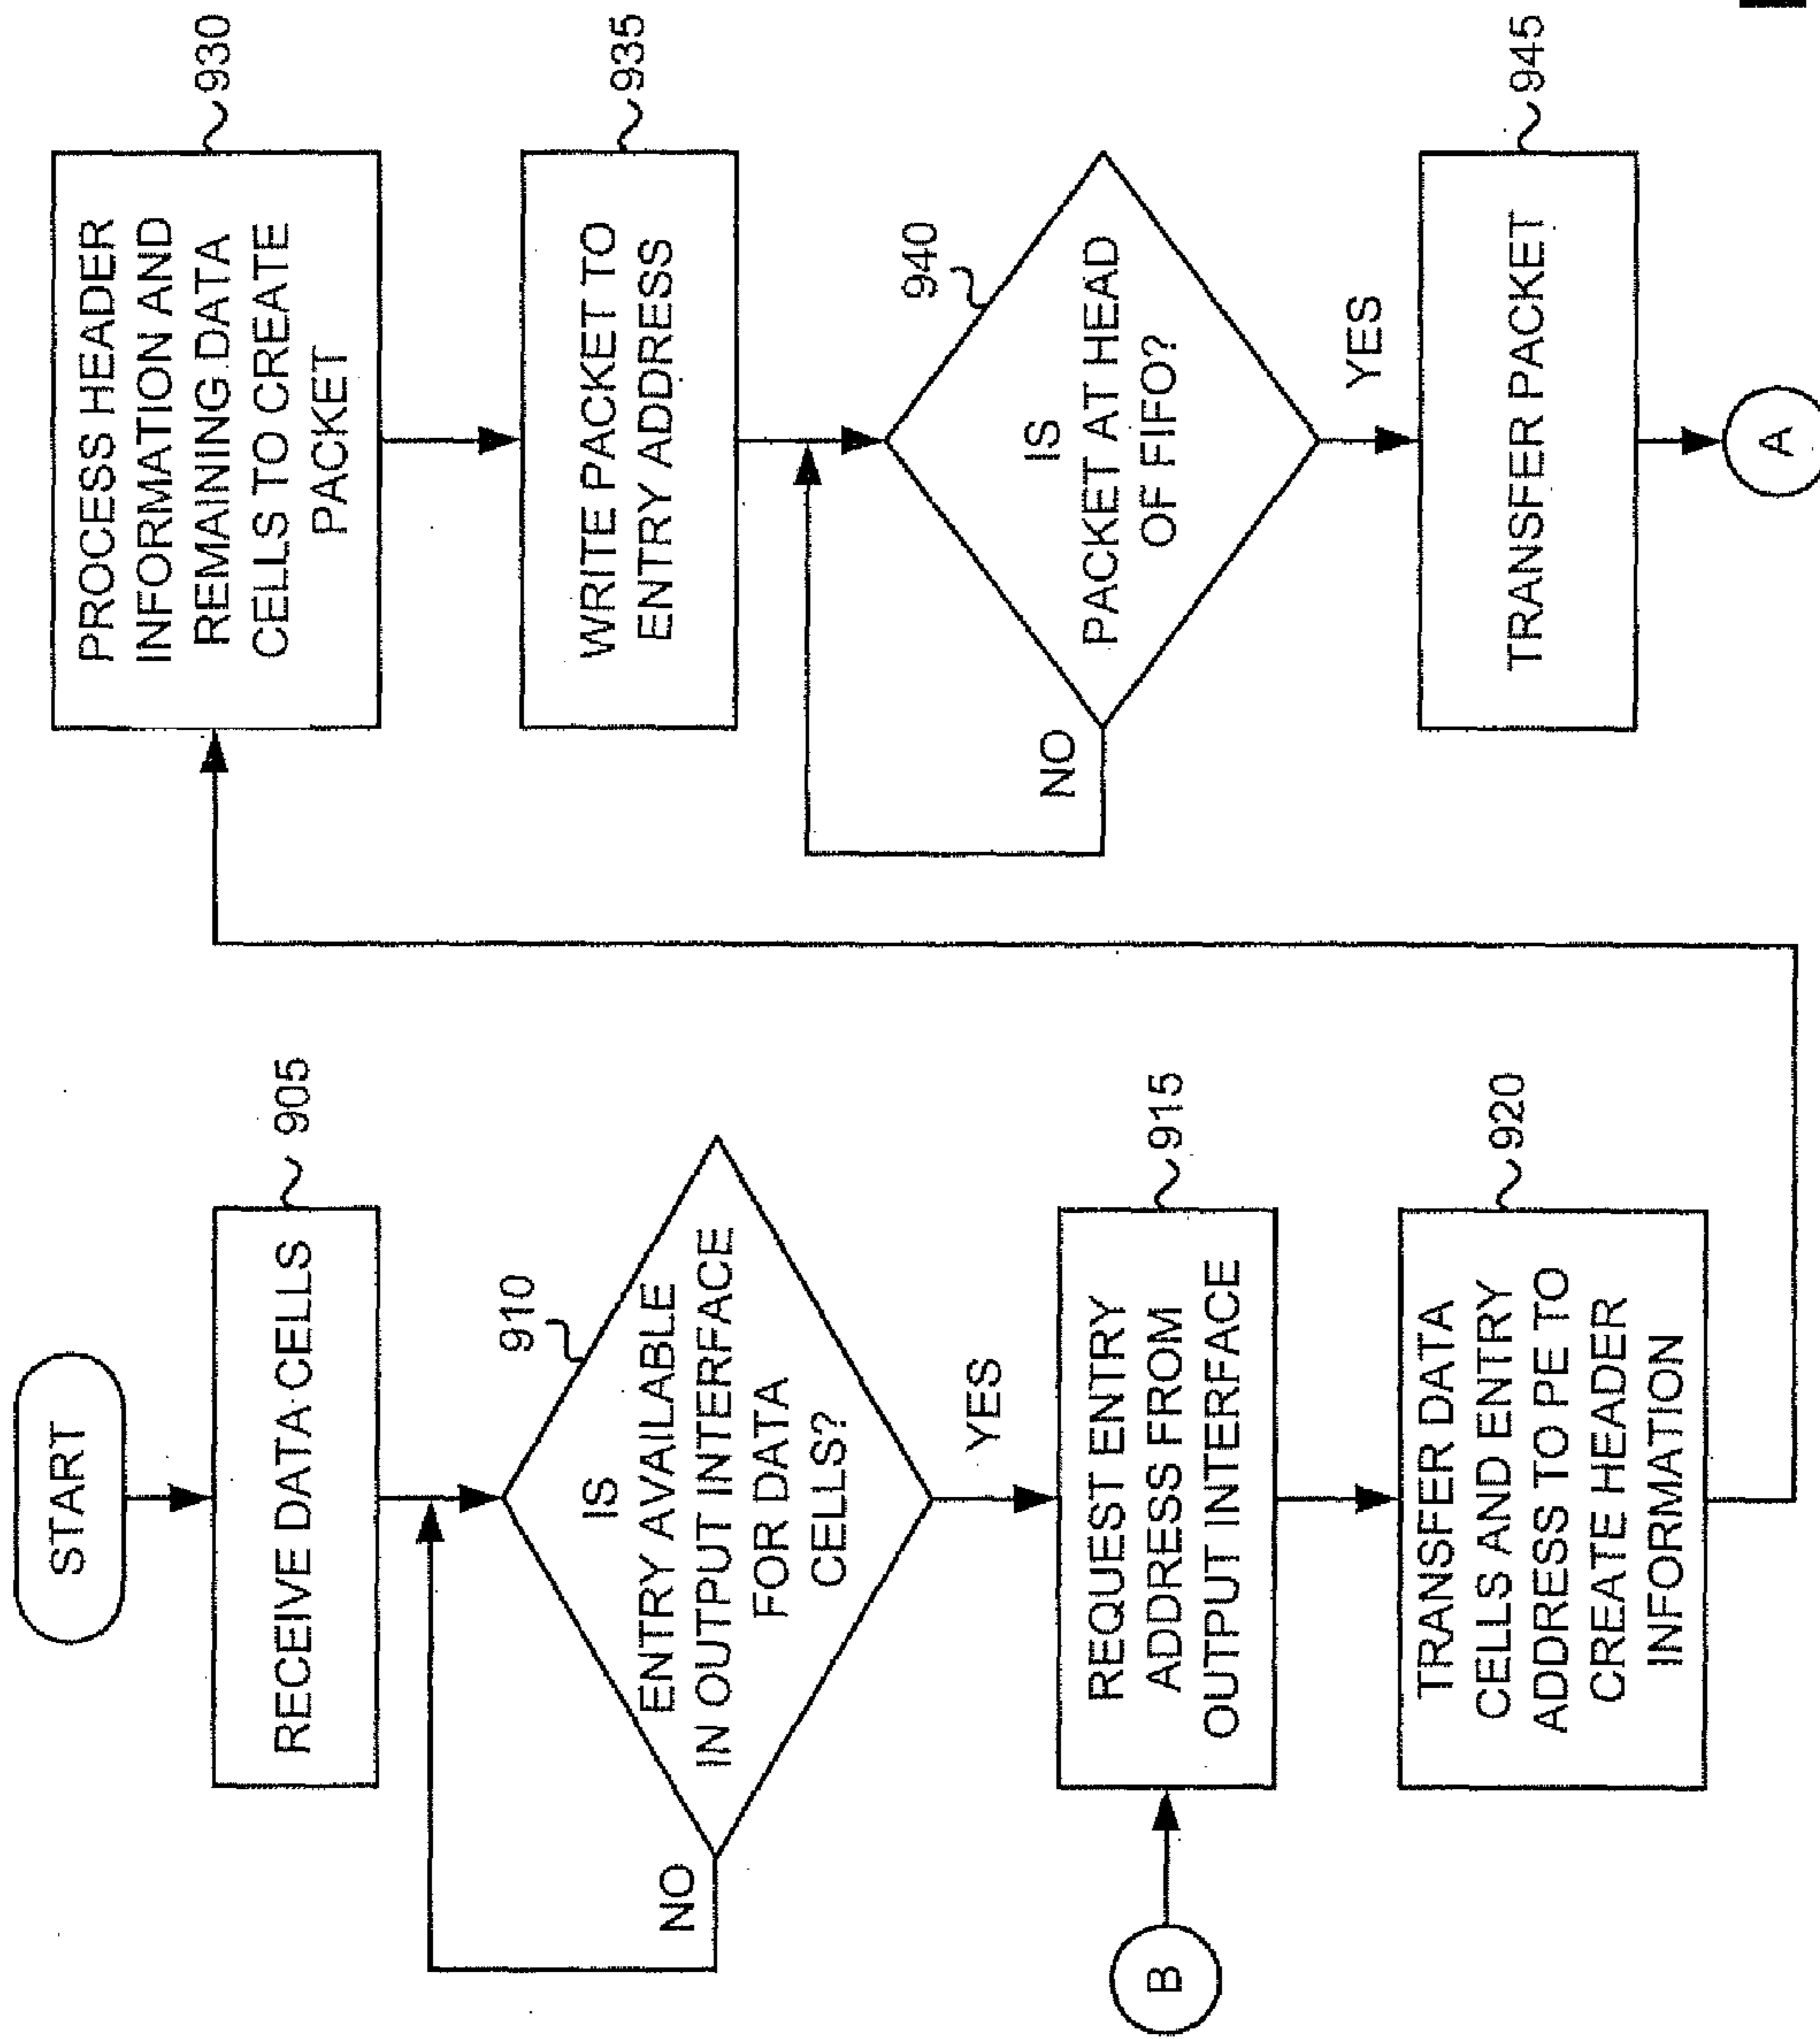 START
RECEIVE DATA CELLS
905
910
IS
ENTRY AVAILABLE
IN OUTPUT INTERFACE
FOR DATA
CELLS?
NO
YES
B
REQUEST ENTRY
ADDRESS FROM
OUTPUT INTERFACE
915
TRANSFER DATA
CELLS AND ENTRY
ADDRESS TO PE TO
CREATE HEADER
INFORMATION
920
PROCESS HEADER
INFORMATION AND
REMAINING DATA
CELLS TO CREATE
PACKET
930
WRITE PACKET TO
ENTRY ADDRESS
935
940
IS
PACKET AT HEAD
OF FIFO?
NO
YES
TRANSFER PACKET
945
A